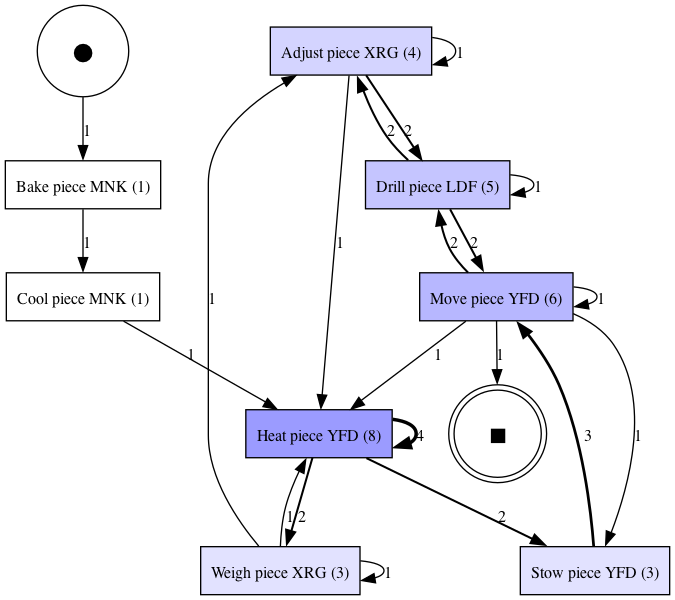 Adjust piece XRG (4)
1
1
2
2
Bake piece MNK (1)
Drill piece LDF (5)
1
1
1
2
2
Cool piece MNK (1)
Move piece YFD (6)
1
1
1
1
1
Heat piece YFD (8)
4
3
1
1
2
2
Weigh piece XRG (3)
1
Stow piece YFD (3)